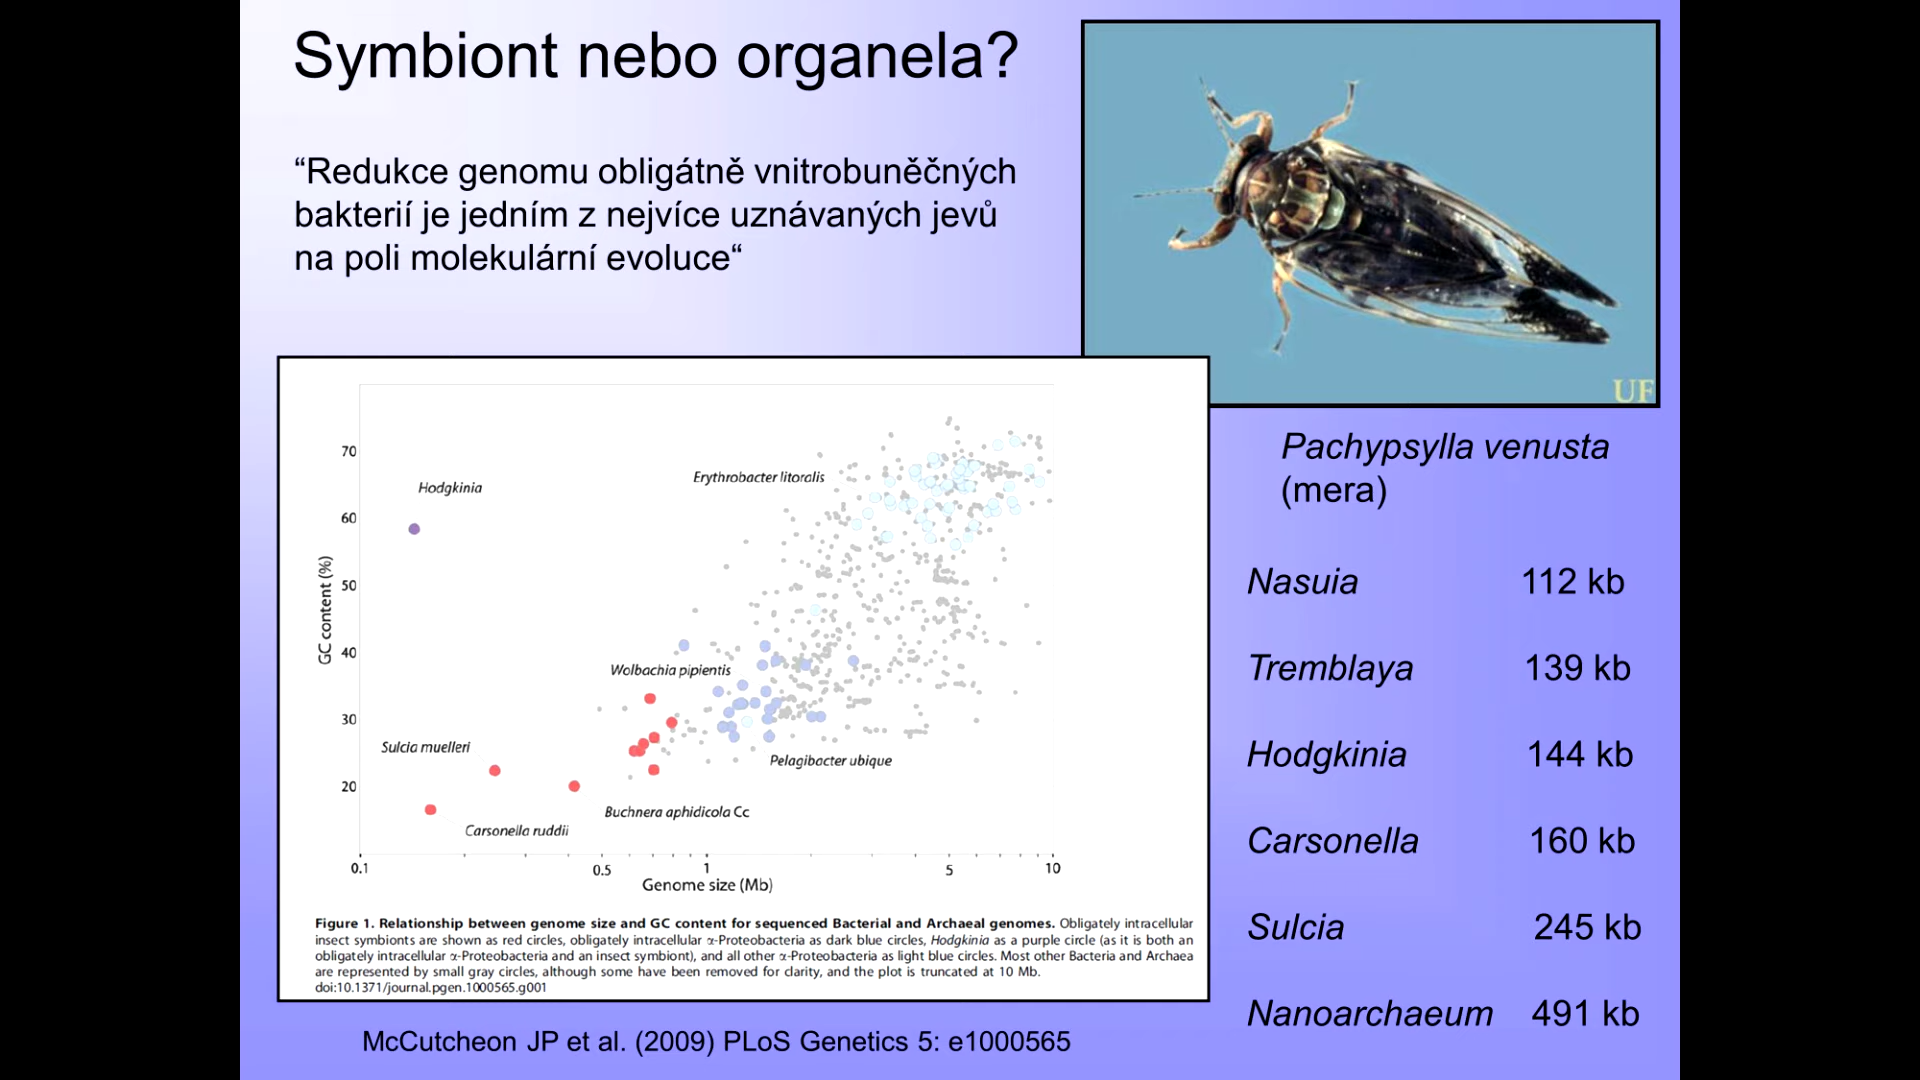 Symbiont nebo organela?
“Redukce genomu obligátně vnitrobuněčných
bakterií je jedním z nejvíce uznávaných jevů
na poli molekulární evoluce“
UF
Pachypsylla venusta
(mera)
Nasuia 112 kb
Tremblaya 139 kb
Hodgkinia 144 kb
Carsonella 160 kb
Sulcia 245 kb
Nanoarchaeum 491 kb
GC content (%)
70
60
50
40
30
20
Hodgkinia
Erythrobacter litoralis
Wolbachia pipientis
Sulcia muelleri
Pelagibacter ubique
Buchnera aphidicola Cc
Carsonella ruddii
0.1 0.5 1 5 10
Genome size (Mb)
Figure 1. Relationship between genome size and GC content for sequenced Bacterial and Archaeal genomes. Obligately intracellular
insect symbionts are shown as red circles, obligately intracellular α-Proteobacteria as dark blue circles, Hodgkinia as a purple circle (as it is both an
obligately intracellular α-Proteobacteria and an insect symbiont), and all other α-Proteobacteria as light blue circles. Most other Bacteria and Archaea
are represented by small gray circles, although some have been removed for clarity, and the plot is truncated at 10 Mb.
doi:10.1371/journal.pgen.1000565.g001
McCutcheon JP et al. (2009) PLoS Genetics 5: e1000565